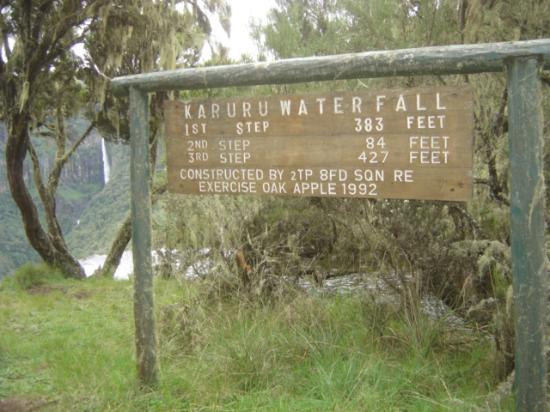 KARURU WATER FALL
1ST STEP 383 FEET
2ND STEP 84 FEET
3RD STEP 427 FEET
CONSTRUCTED BY 2TP 8FD SQN RE
EXERCISE OAK APPLE 1992